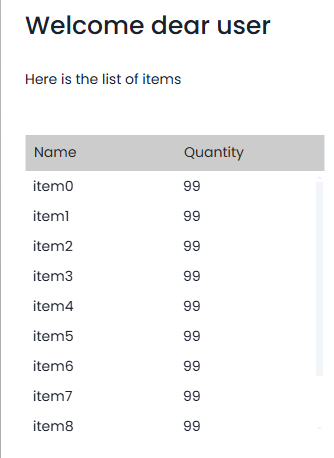 Welcome dear user
Here is the list of items
Name Quantity
item0 99
item1 99
item2 99
item3 99
item4 99
item5 99
item6 99
item7 99
item8 99